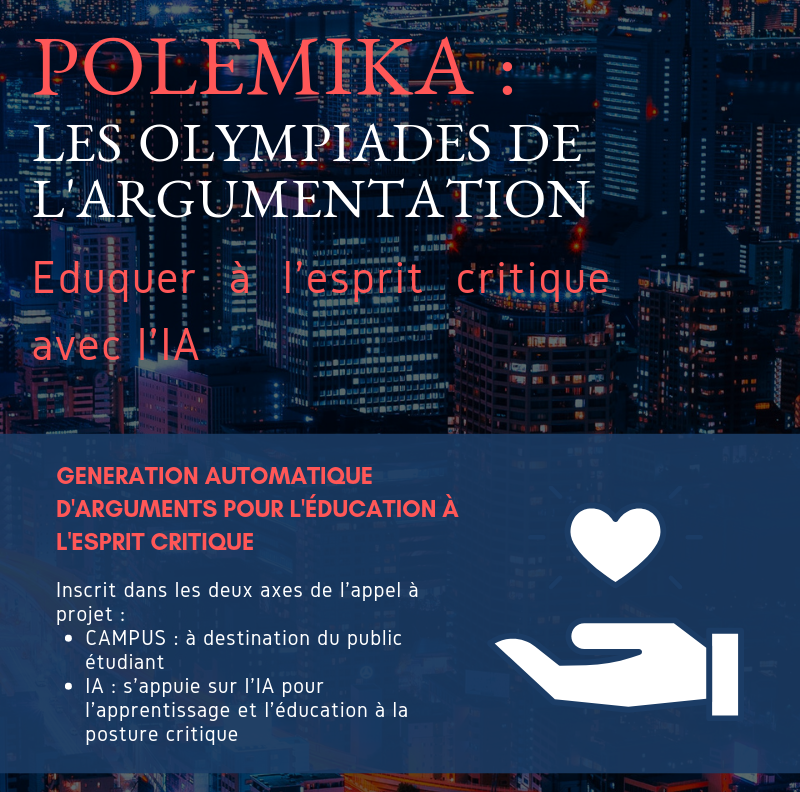 POLEMIKA :
LES OLYMPIADES DE
L'ARGUMENTATION
Eduquer à l'esprit critique
avec l'IA
GENERATION AUTOMATIQUE
D'ARGUMENTS POUR L'ÉDUCATION À
L'ESPRIT CRITIQUE
Inscrit dans les deux axes de l'appel à
projet :
• CAMPUS : à destination du public
étudiant
• IA : s'appuie sur l'IA pour
l'apprentissage et l'éducation à la
posture critique